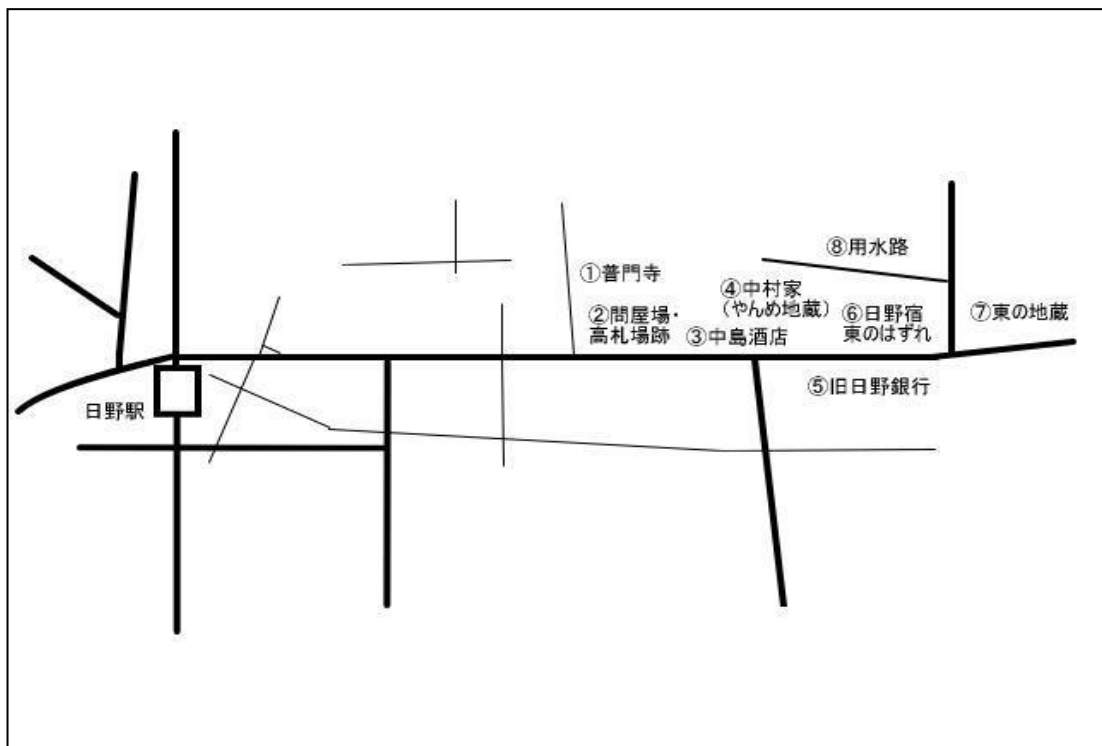 ①普門寺
②問屋場・
高札場跡
③中島酒店
④中村家
(やんめ地蔵)
⑤旧日野銀行
⑥日野宿
東のはずれ
⑦東の地蔵
⑧用水路
日野駅